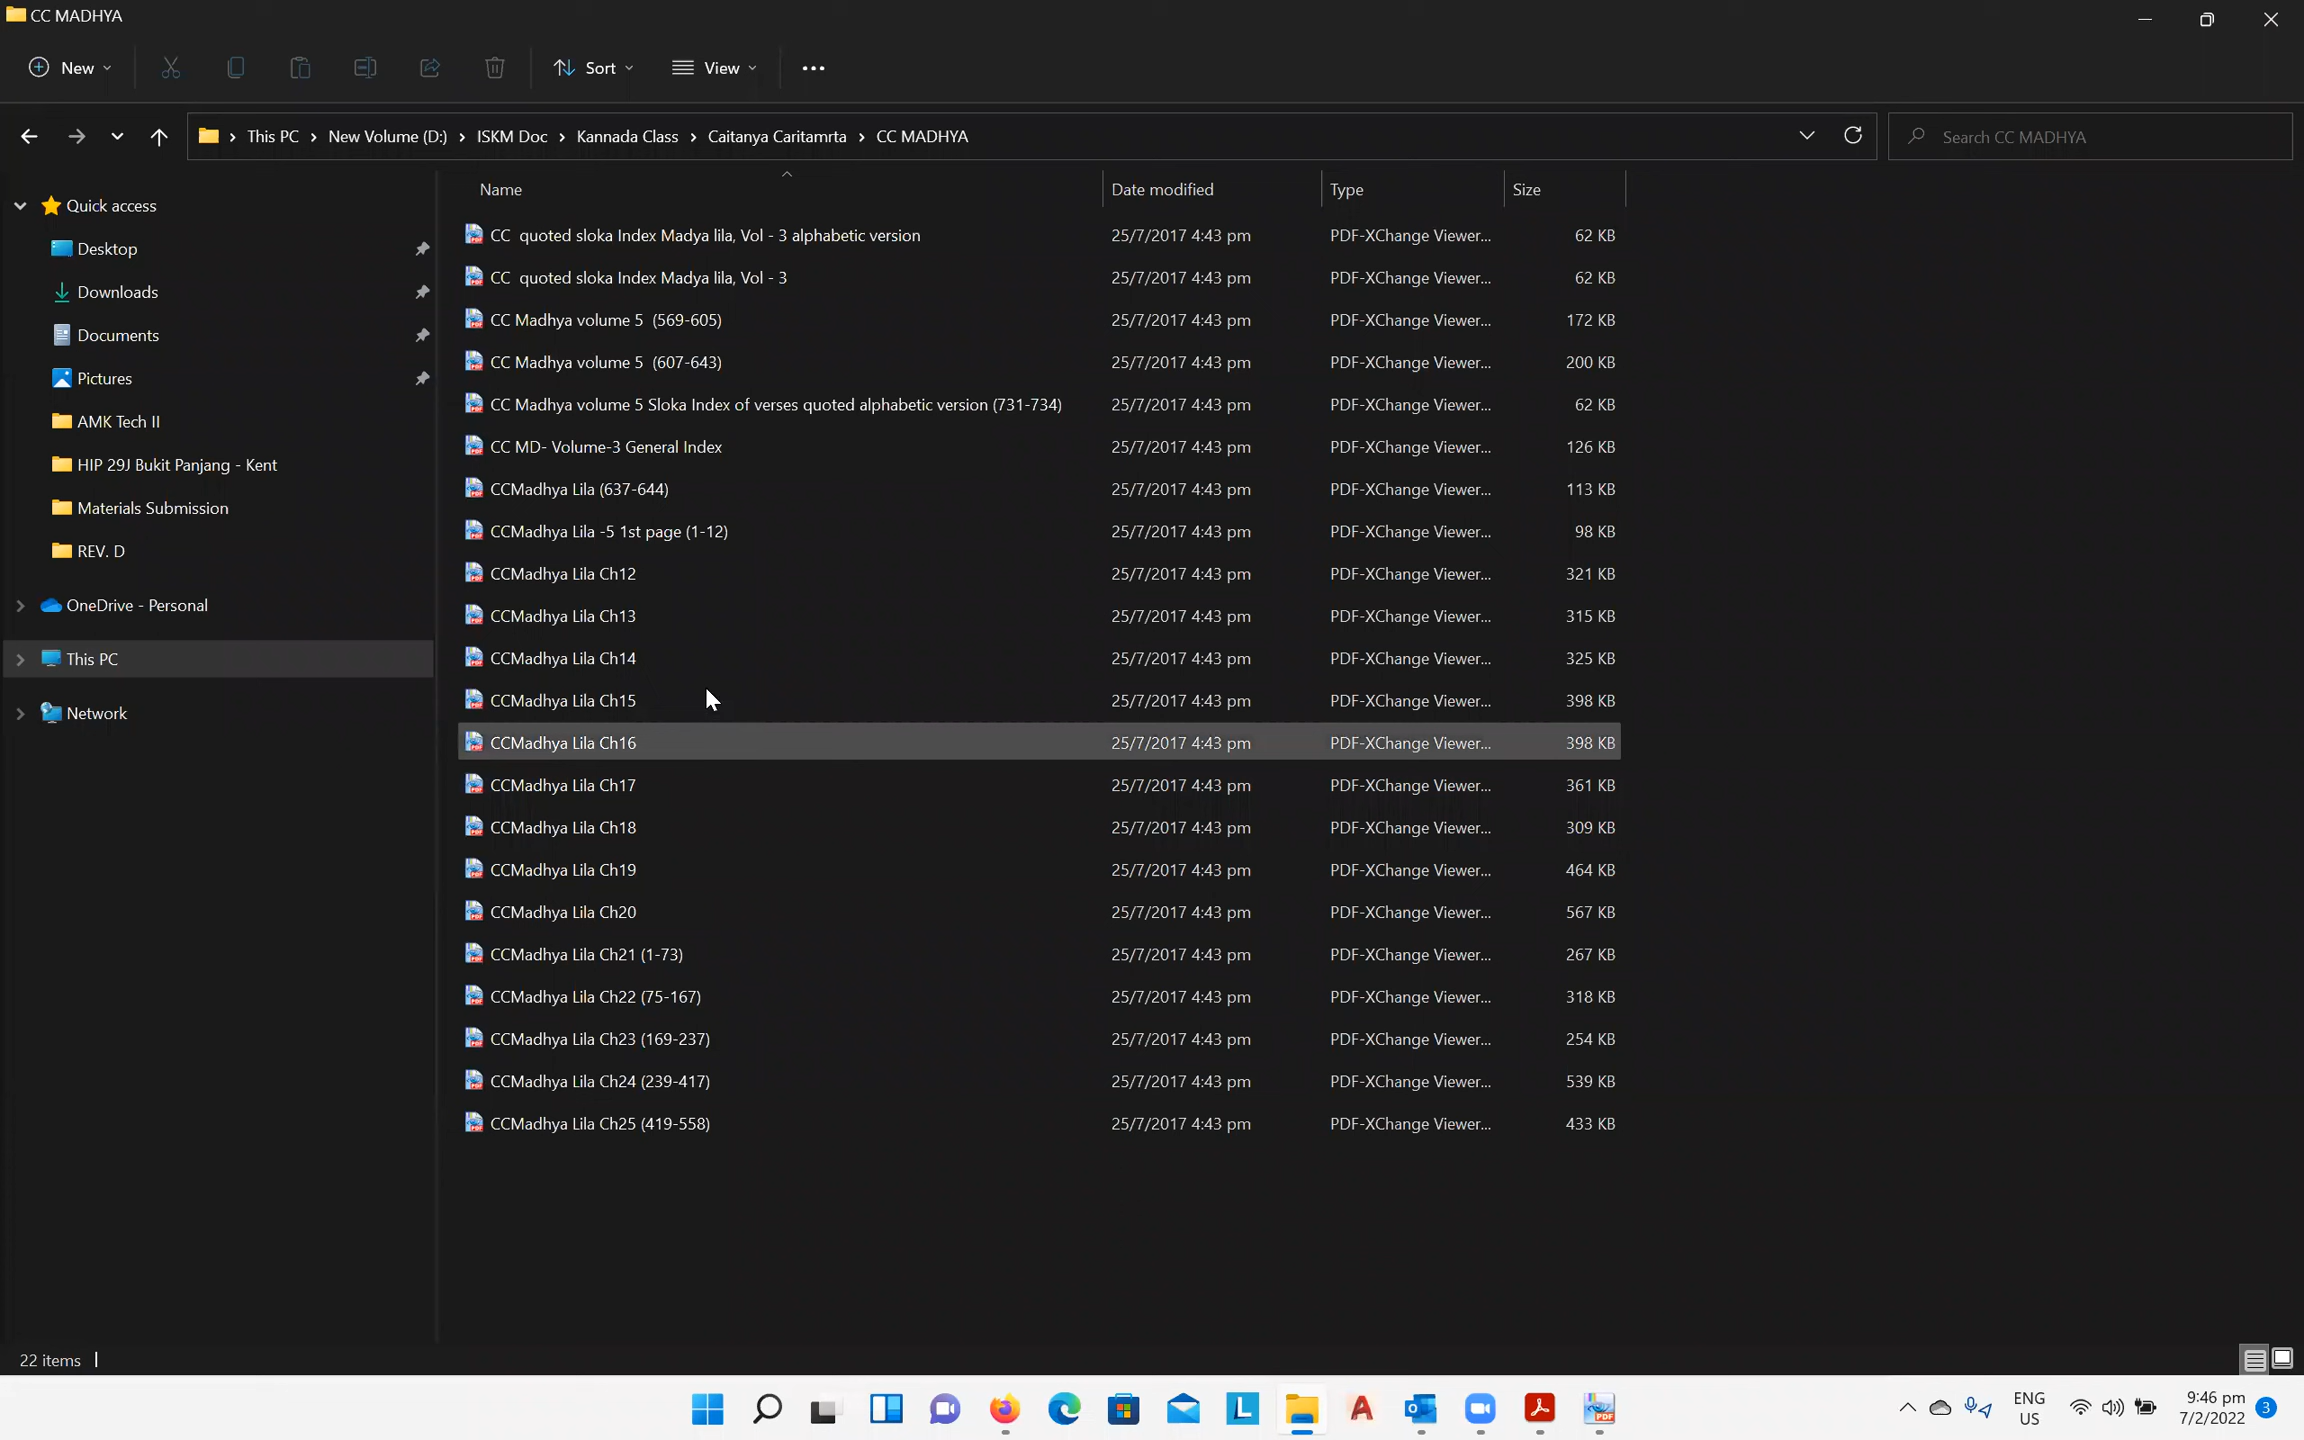 CC MADHYA
New
Sort
View
This PC > New Volume (D:) > ISKM Doc > Kannada Class > Caitanya Caritamrta > CC MADHYA
Search CC MADHYA
Quick access
Desktop
Downloads
Documents
Pictures
AMK Tech II
HIP 29J Bukit Panjang - Kent
Materials Submission
REV. D
OneDrive - Personal
This PC
Network
Name Date modified Type Size
CC quoted sloka Index Madya lila, Vol - 3 alphabetic version 25/7/2017 4:43 pm PDF-XChange Viewer... 62 KB
CC quoted sloka Index Madya lila, Vol - 3 25/7/2017 4:43 pm PDF-XChange Viewer... 62 KB
CC Madhya volume 5 (569-605) 25/7/2017 4:43 pm PDF-XChange Viewer... 172 KB
CC Madhya volume 5 (607-643) 25/7/2017 4:43 pm PDF-XChange Viewer... 200 KB
CC Madhya volume 5 Sloka Index of verses quoted alphabetic version (731-734) 25/7/2017 4:43 pm PDF-XChange Viewer... 62 KB
CC MD- Volume-3 General Index 25/7/2017 4:43 pm PDF-XChange Viewer... 126 KB
CCMadhya Lila (637-644) 25/7/2017 4:43 pm PDF-XChange Viewer... 113 KB
CCMadhya Lila -5 1st page (1-12) 25/7/2017 4:43 pm PDF-XChange Viewer... 98 KB
CCMadhya Lila Ch12 25/7/2017 4:43 pm PDF-XChange Viewer... 321 KB
CCMadhya Lila Ch13 25/7/2017 4:43 pm PDF-XChange Viewer... 315 KB
CCMadhya Lila Ch14 25/7/2017 4:43 pm PDF-XChange Viewer... 325 KB
CCMadhya Lila Ch15 25/7/2017 4:43 pm PDF-XChange Viewer... 398 KB
CCMadhya Lila Ch16 25/7/2017 4:43 pm PDF-XChange Viewer... 398 KB
CCMadhya Lila Ch17 25/7/2017 4:43 pm PDF-XChange Viewer... 361 KB
CCMadhya Lila Ch18 25/7/2017 4:43 pm PDF-XChange Viewer... 309 KB
CCMadhya Lila Ch19 25/7/2017 4:43 pm PDF-XChange Viewer... 464 KB
CCMadhya Lila Ch20 25/7/2017 4:43 pm PDF-XChange Viewer... 567 KB
CCMadhya Lila Ch21 (1-73) 25/7/2017 4:43 pm PDF-XChange Viewer... 267 KB
CCMadhya Lila Ch22 (75-167) 25/7/2017 4:43 pm PDF-XChange Viewer... 318 KB
CCMadhya Lila Ch23 (169-237) 25/7/2017 4:43 pm PDF-XChange Viewer... 254 KB
CCMadhya Lila Ch24 (239-417) 25/7/2017 4:43 pm PDF-XChange Viewer... 539 KB
CCMadhya Lila Ch25 (419-558) 25/7/2017 4:43 pm PDF-XChange Viewer... 433 KB
22 items
ENG
US
9:46 pm
7/2/2022
3